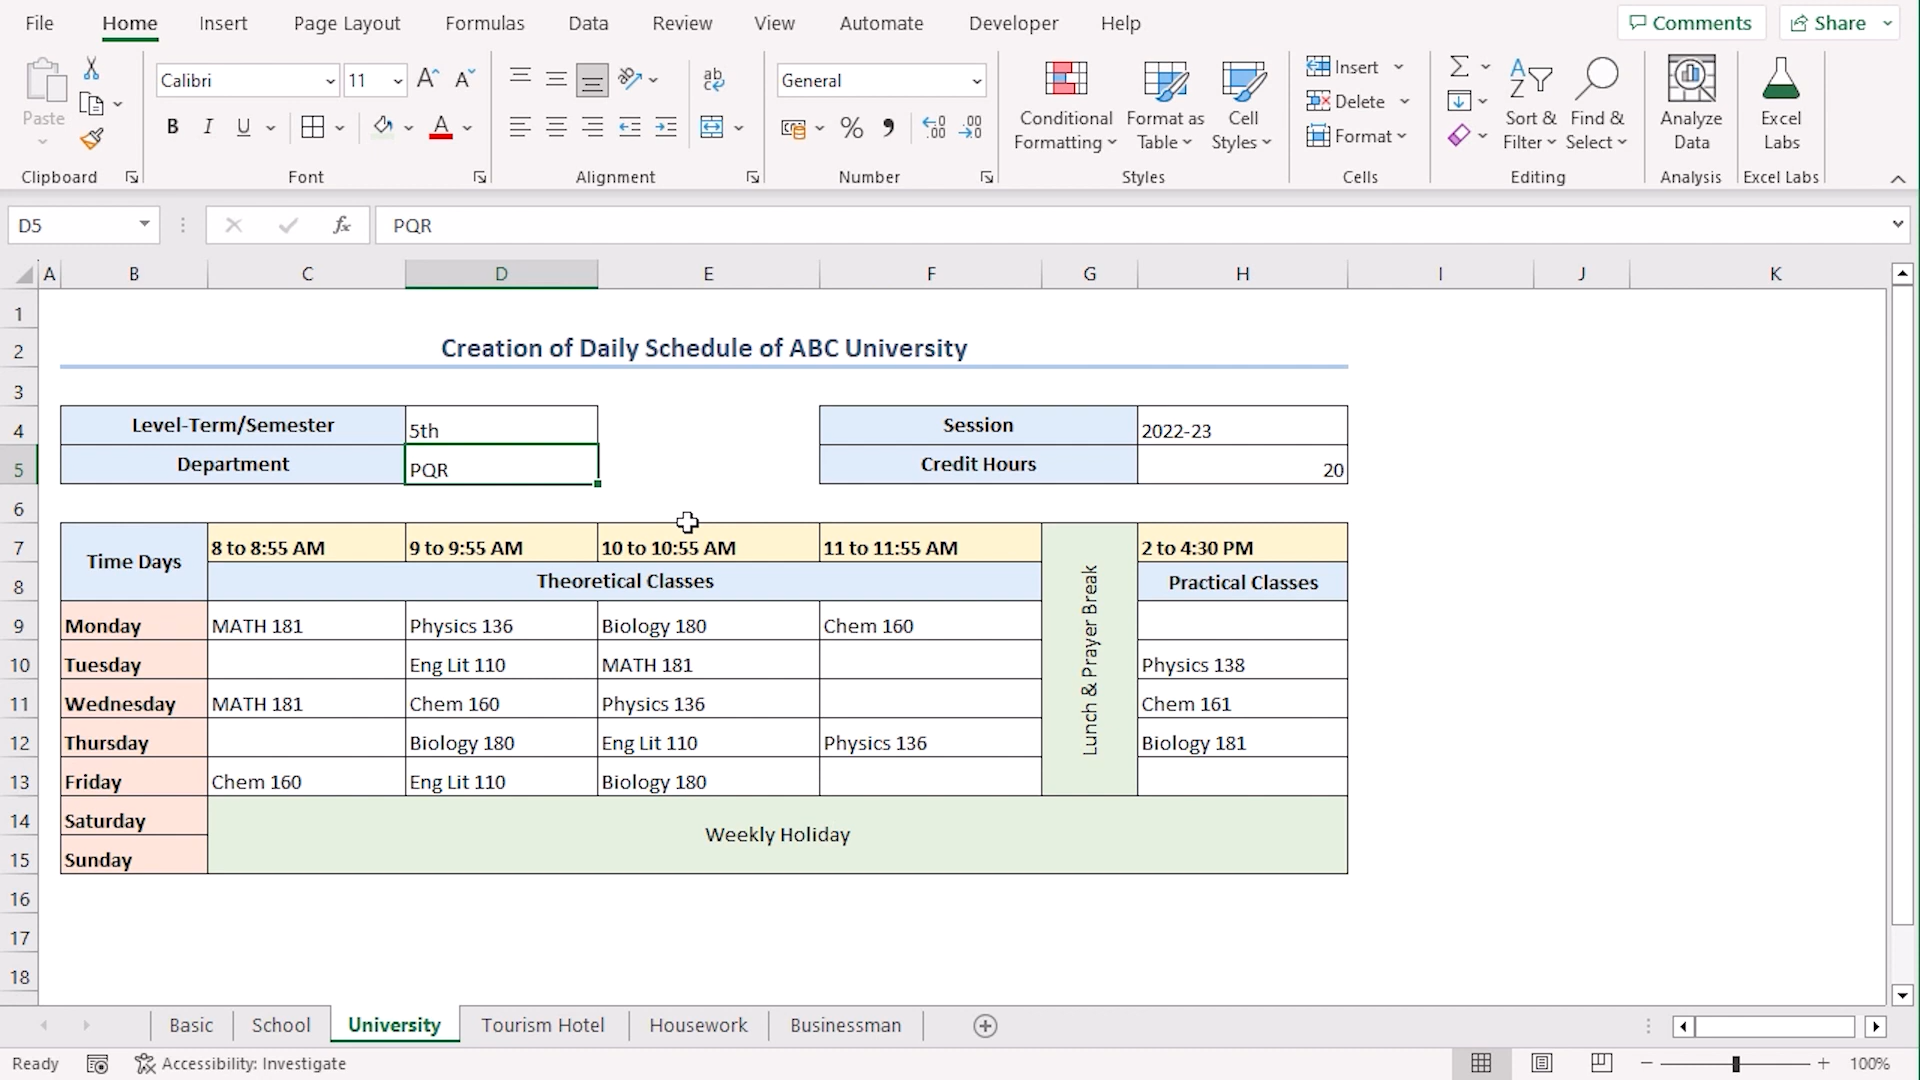 File Home Insert Page Layout Formulas Data Review View Automate Developer Help Comments Share
Paste Calibri 11 A A ab c General Insert Σ A Z
B I U A % , .00 .0 .00 Conditional Formatting Format as Table Cell Styles Delete Format Sort & Filter Find & Select Analyze Data Excel Labs
Clipboard Font Alignment Number Styles Cells Editing Analysis Excel Labs
D5 fx PQR
A B C D E F G H I J K
1
2 Creation of Daily Schedule of ABC University
3
4 Level-Term/Semester 5th Session 2022-23
5 Department PQR Credit Hours 20
6
7 Time Days 8 to 8:55 AM 9 to 9:55 AM 10 to 10:55 AM 11 to 11:55 AM Lunch & Prayer Break 2 to 4:30 PM
8 Theoretical Classes Practical Classes
9 Monday MATH 181 Physics 136 Biology 180 Chem 160
10 Tuesday Eng Lit 110 MATH 181 Physics 138
11 Wednesday MATH 181 Chem 160 Physics 136 Chem 161
12 Thursday Biology 180 Eng Lit 110 Physics 136 Biology 181
13 Friday Chem 160 Eng Lit 110 Biology 180
14 Saturday Weekly Holiday
15 Sunday
16
17
18
Basic School University Tourism Hotel Housework Businessman
Ready Accessibility: Investigate 100%